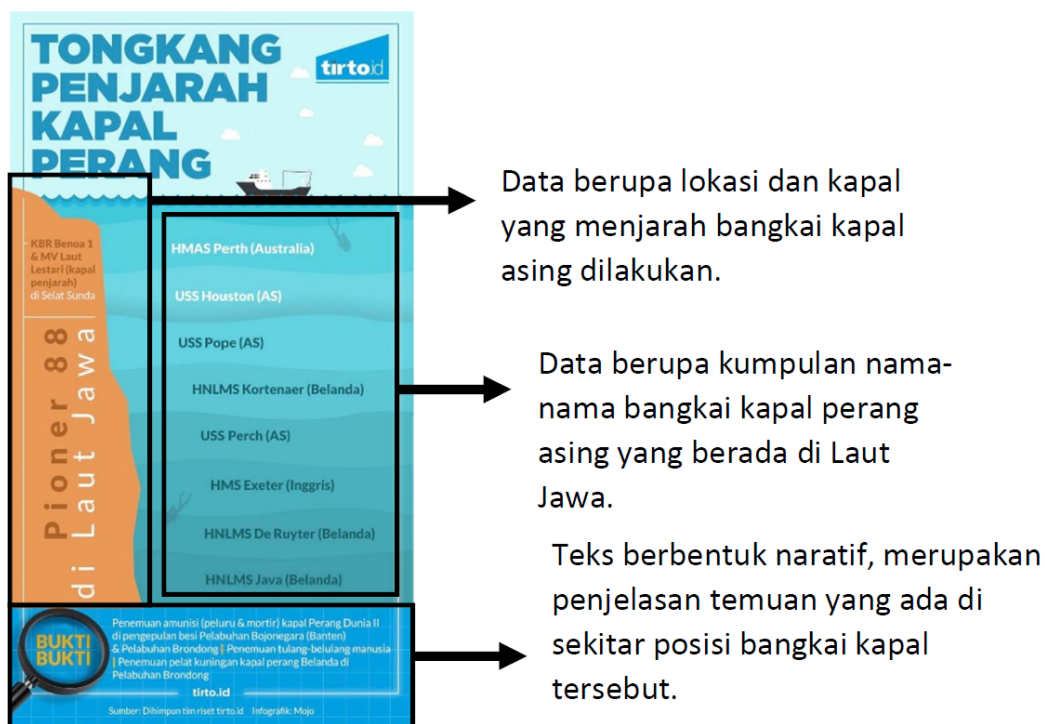 TONGKANG
PENJARAH
KAPAL
PERANG
tirto.id
KBR Benoa 1
& MV Laut
Lestari (kapal
penjarah)
di Selat Sunda
Pioner 88
di Laut Jawa
HMAS Perth (Australia)
USS Houston (AS)
USS Pope (AS)
HNLMS Kortenaer (Belanda)
USS Perch (AS)
HMS Exeter (Inggris)
HNLMS De Ruyter (Belanda)
HNLMS Java (Belanda)
BUKTI
BUKTI
Penemuan amunisi (peluru & mortir) kapal Perang Dunia II
di pengepulan besi Pelabuhan Bojonegara (Banten)
& Pelabuhan Brondong | Penemuan tulang-belulang manusia
| Penemuan pelat kuningan kapal perang Belanda di
Pelabuhan Brondong
tirto.id
Sumber: Dihimpun tim riset tirto.id Infografik: Mojo
Data berupa lokasi dan kapal
yang menjarah bangkai kapal
asing dilakukan.
Data berupa kumpulan nama-
nama bangkai kapal perang
asing yang berada di Laut
Jawa.
Teks berbentuk naratif, merupakan
penjelasan temuan yang ada di
sekitar posisi bangkai kapal
tersebut.